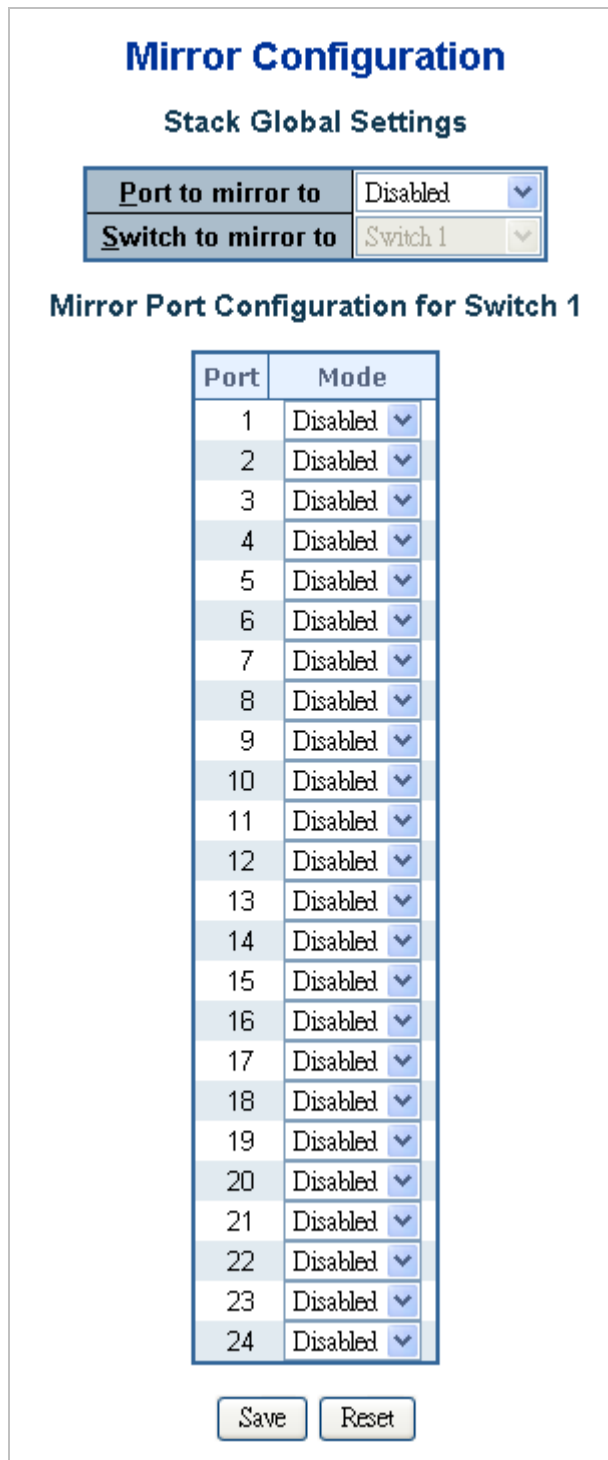 Mirror Configuration
Stack Global Settings
Port to mirror to Disabled
Switch to mirror to Switch 1
Mirror Port Configuration for Switch 1
Port Mode
1 Disabled
2 Disabled
3 Disabled
4 Disabled
5 Disabled
6 Disabled
7 Disabled
8 Disabled
9 Disabled
10 Disabled
11 Disabled
12 Disabled
13 Disabled
14 Disabled
15 Disabled
16 Disabled
17 Disabled
18 Disabled
19 Disabled
20 Disabled
21 Disabled
22 Disabled
23 Disabled
24 Disabled
Save Reset